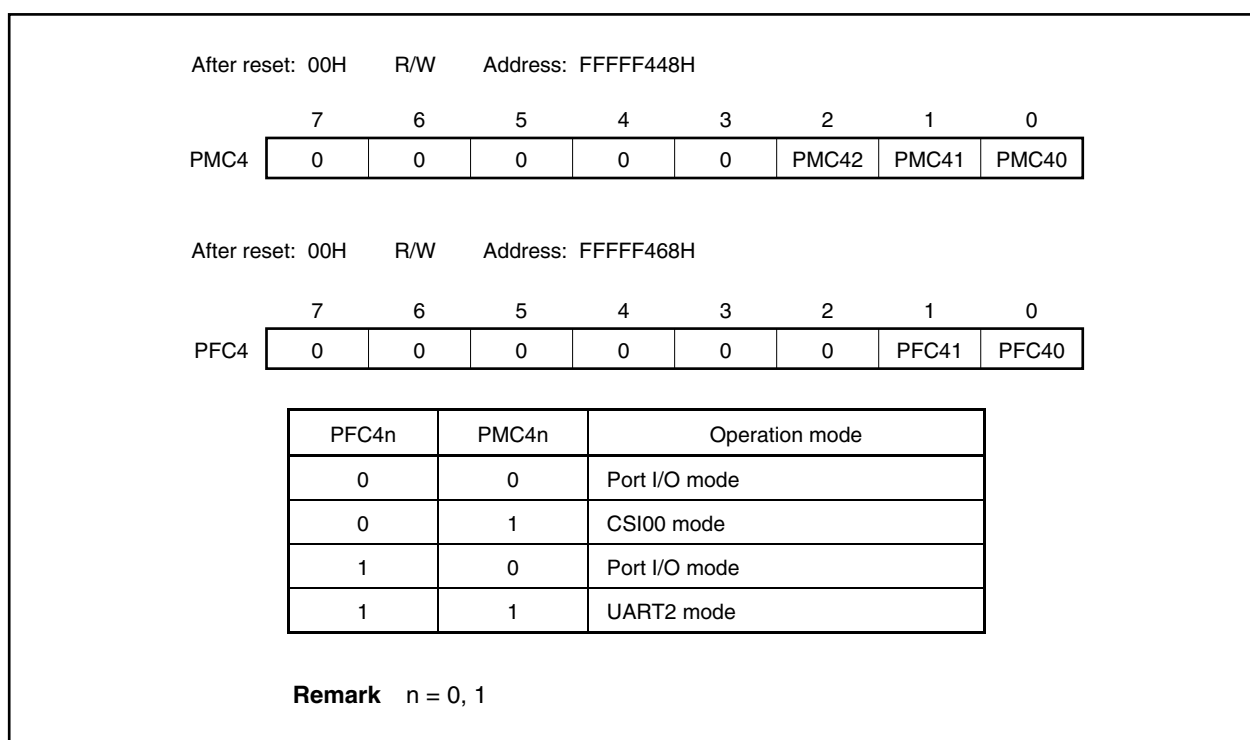 After reset: 00H R/W Address: FFFFF448H
7 6 5 4 3 2 1 0
PMC4 0 0 0 0 0 PMC42 PMC41 PMC40
After reset: 00H R/W Address: FFFFF468H
7 6 5 4 3 2 1 0
PFC4 0 0 0 0 0 0 PFC41 PFC40
PFC4n PMC4n Operation mode
0 0 Port I/O mode
0 1 CSI00 mode
1 0 Port I/O mode
1 1 UART2 mode
Remark n = 0, 1